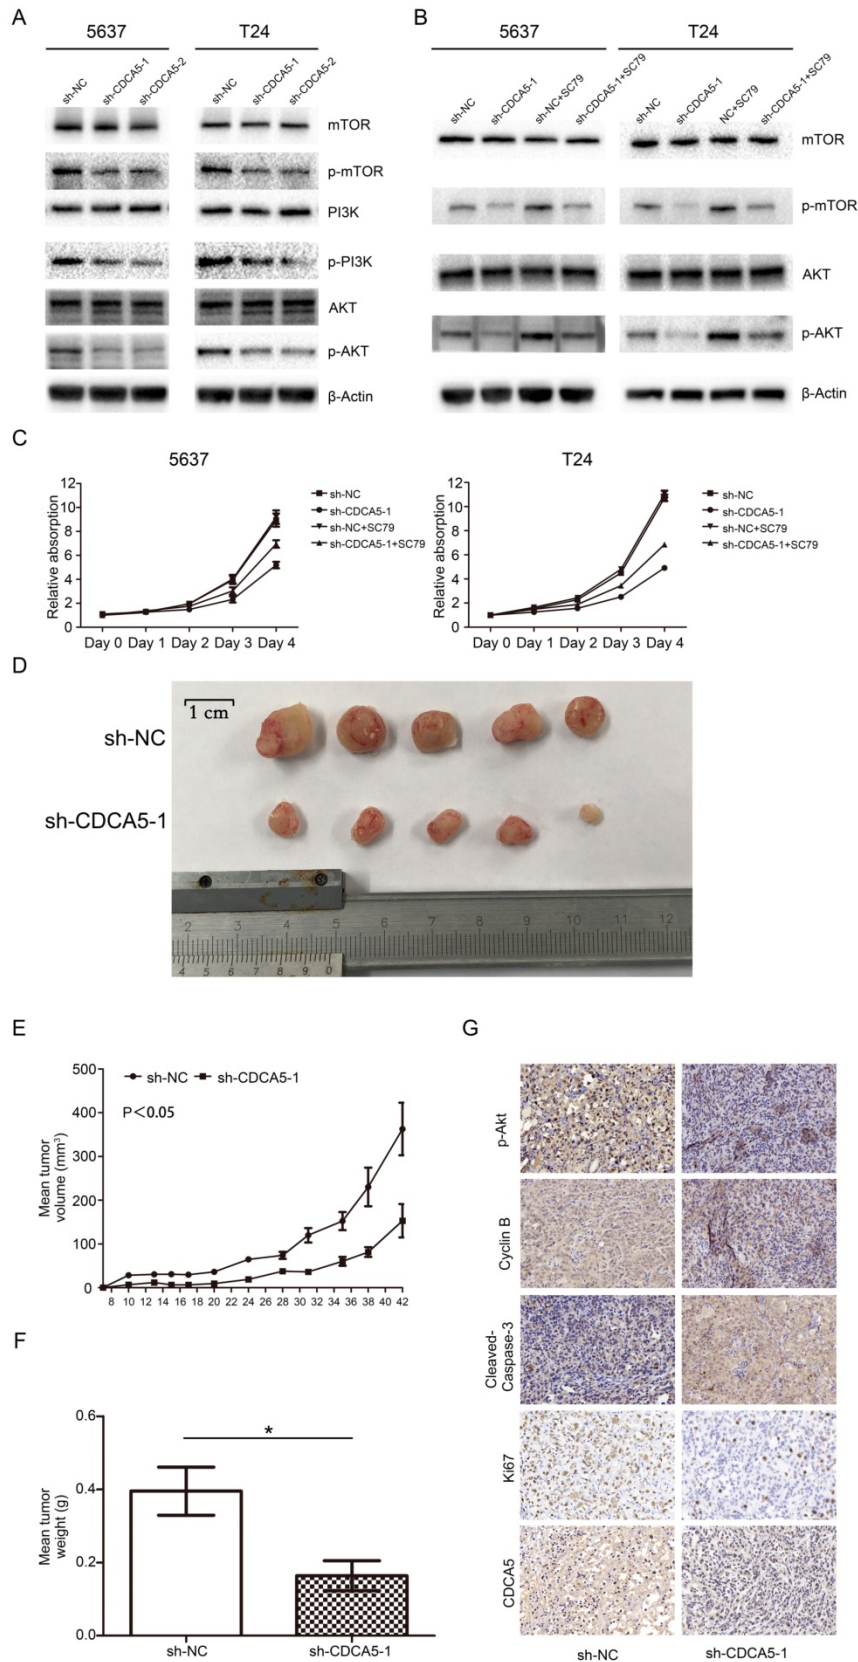 A
5637 T24
sh-NC sh-CDCA5-1 sh-CDCA5-2 sh-NC sh-CDCA5-1 sh-CDCA5-2
mTOR
p-mTOR
PI3K
p-PI3K
AKT
p-AKT
β-Actin
B
5637 T24
sh-NC sh-CDCA5-1 sh-NC+SC79 sh-CDCA5-1+SC79 sh-NC sh-CDCA5-1 NC+SC79 sh-CDCA5-1+SC79
mTOR
p-mTOR
AKT
p-AKT
β-Actin
C
5637
Relative absorption
12
10
8
6
4
2
0
sh-NC
sh-CDCA5-1
sh-NC+SC79
sh-CDCA5-1+SC79
Day 0 Day 1 Day 2 Day 3 Day 4
T24
Relative absorption
12
10
8
6
4
2
0
sh-NC
sh-CDCA5-1
sh-NC+SC79
sh-CDCA5-1+SC79
Day 0 Day 1 Day 2 Day 3 Day 4
D
1 cm
sh-NC
sh-CDCA5-1
2 3 4 5 6 7 8 9 10 11 12
4 5 6 7 8 9 0
E
Mean tumor
volume (mm³)
500
400
300
200
100
0
sh-NC sh-CDCA5-1
P<0.05
8 10 12 14 16 18 20 22 24 26 28 30 32 34 36 38 40 42
F
Mean tumor
weight (g)
0.6
0.4
0.2
0.0
*
sh-NC sh-CDCA5-1
G
p-Akt
Cyclin B
Cleaved-
Caspase-3
Ki67
CDCA5
sh-NC sh-CDCA5-1